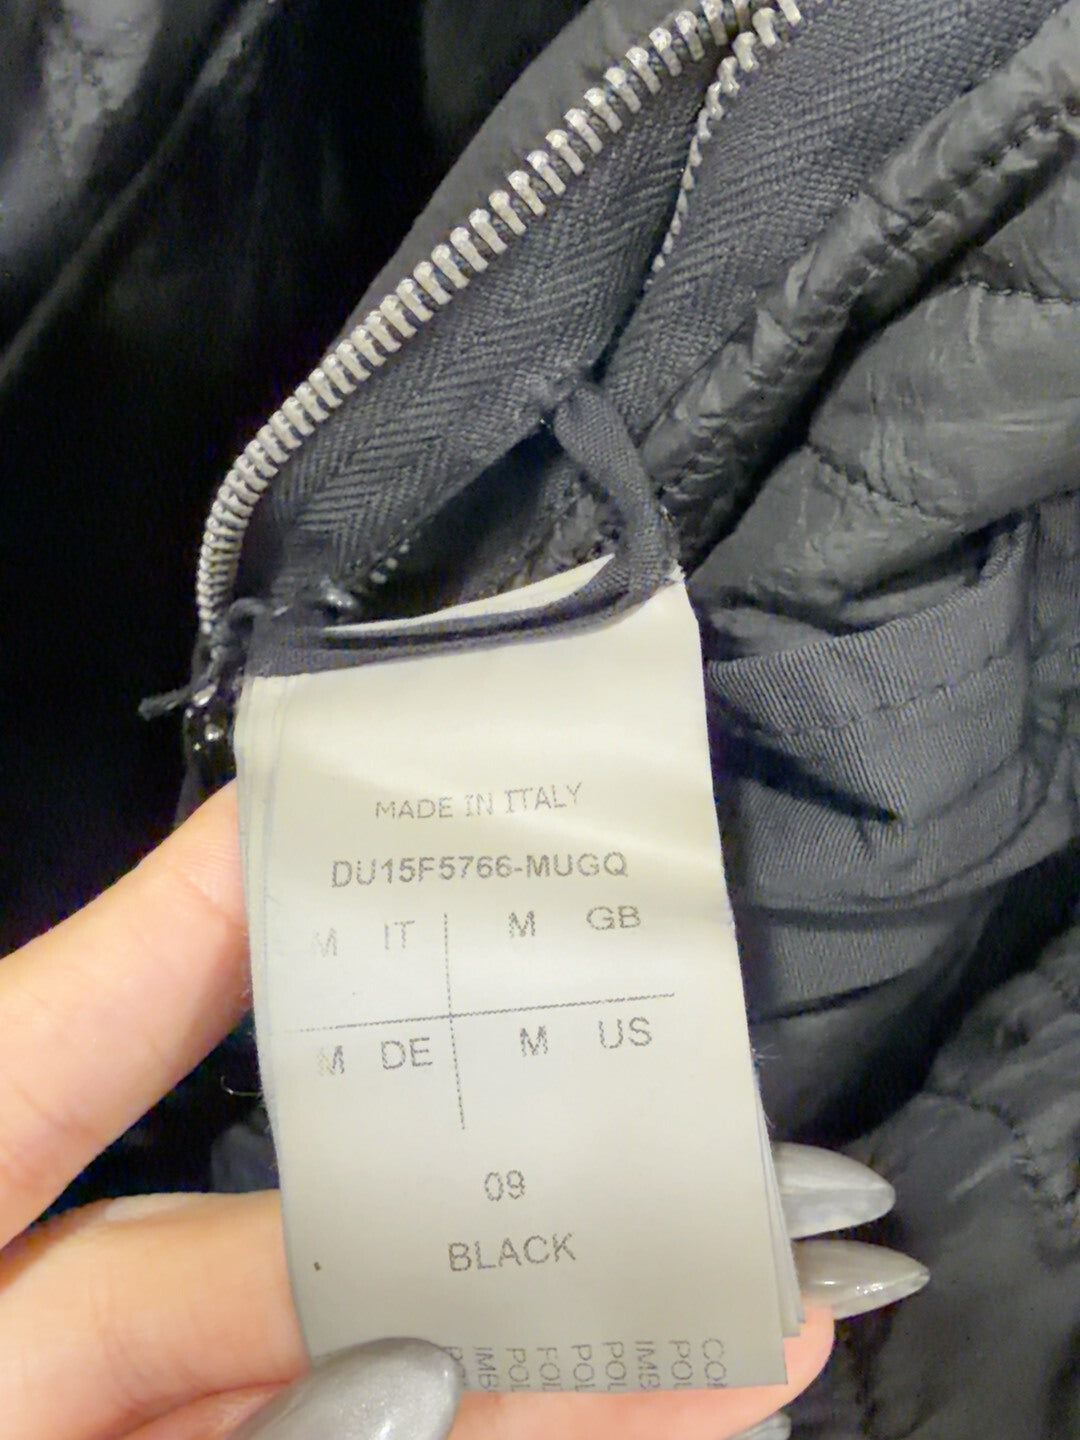 MADE IN ITALY
DU15F5766-MUGQ
M IT M GB
M DE M US
09
BLACK